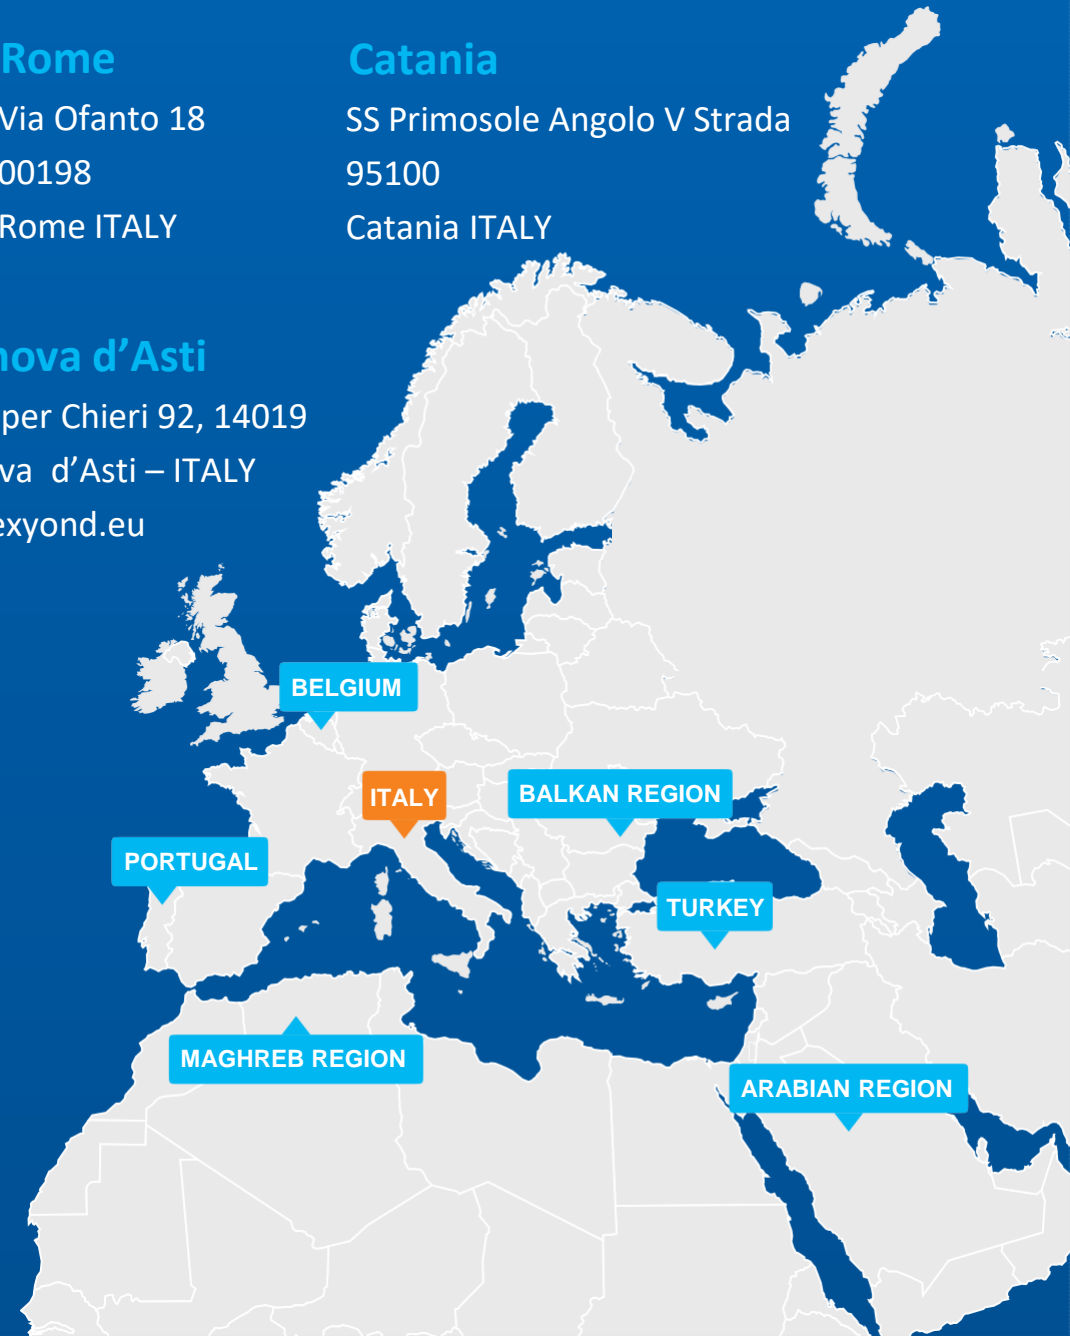 Rome
Via Ofanto 18
00198
Rome ITALY
Catania
SS Primosole Angolo V Strada
95100
Catania ITALY
nova d’Asti
per Chieri 92, 14019
va d’Asti – ITALY
exyond.eu
BELGIUM
ITALY
BALKAN REGION
PORTUGAL
TURKEY
MAGHREB REGION
ARABIAN REGION